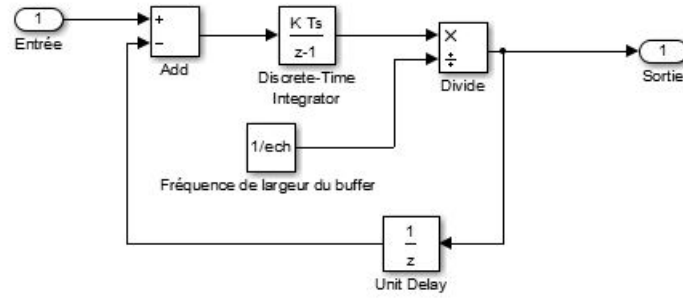 1
Entrée
+
−
Add
K Ts
z-1
Discrete-Time
Integrator
×
÷
Divide
1
Sortie
1/ech
Fréquence de largeur du buffer
1
z
Unit Delay